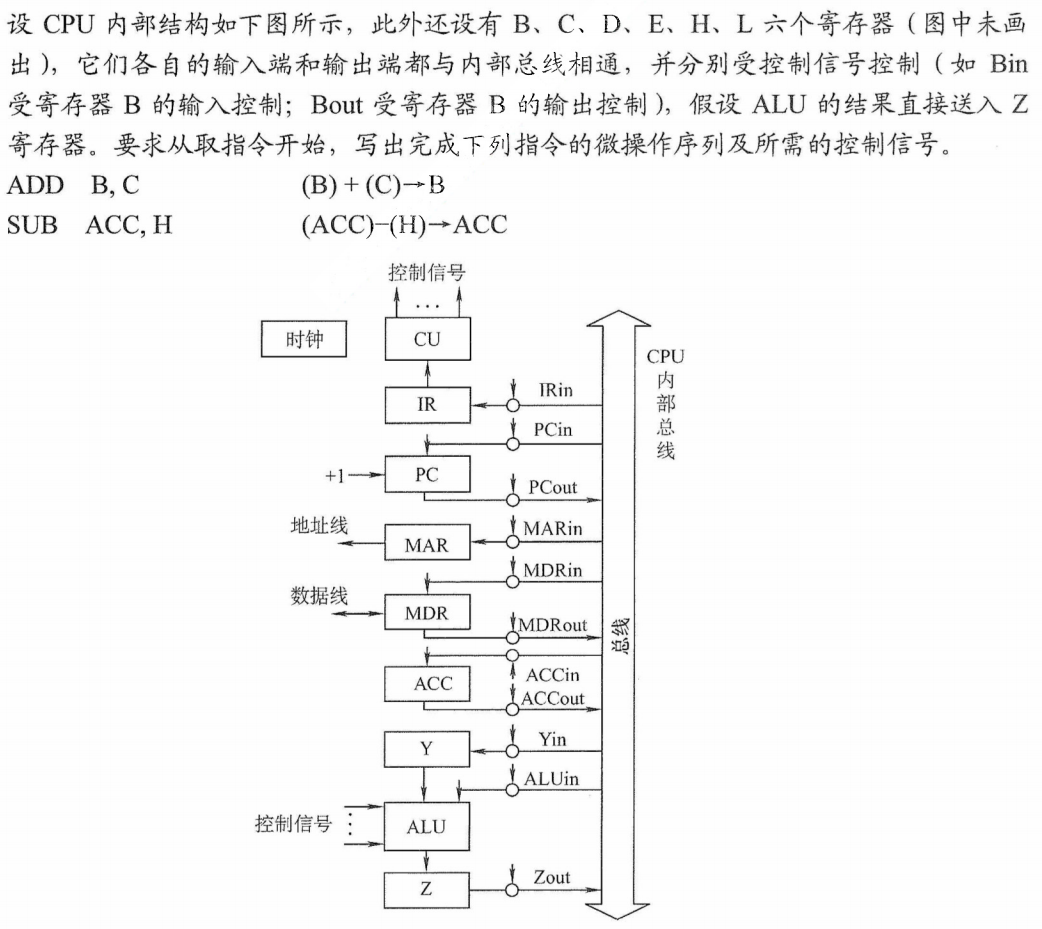 设 CPU 内部结构如下图所示，此外还设有 B、C、D、E、H、L 六个寄存器（图中未画
出），它们各自的输入端和输出端都与内部总线相通，并分别受控制信号控制（如 Bin
受寄存器 B 的输入控制；Bout 受寄存器 B 的输出控制），假设 ALU 的结果直接送入 Z
寄存器。要求从取指令开始，写出完成下列指令的微操作序列及所需的控制信号。
ADD B, C (B)+(C)→B
SUB ACC, H (ACC)−(H)→ACC
控制信号
···
时钟
CU
CPU
内
部
总
线
IRin
IR
PCin
+1
PC
PCout
地址线
MARin
MAR
MDRin
数据线
MDR
MDRout
总线
ACCin
ACC
ACCout
Yin
Y
ALUin
控制信号
ALU
Zout
Z